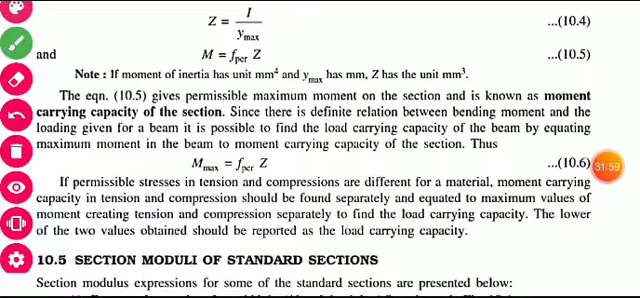 Z = I / y_max ...(10.4)
and M = f_per Z ...(10.5)
Note : If moment of inertia has unit mm⁴ and y_max has mm, Z has the unit mm³.
The eqn. (10.5) gives permissible maximum moment on the section and is known as moment
carrying capacity of the section. Since there is definite relation between bending moment and the
loading given for a beam it is possible to find the load carrying capacity of the beam by equating
maximum moment in the beam to moment carrying capacity of the section. Thus
M_max = f_per Z ...(10.6)
31:59
If permissible stresses in tension and compressions are different for a material, moment carrying
capacity in tension and compression should be found separately and equated to maximum values of
moment creating tension and compression separately to find the load carrying capacity. The lower
of the two values obtained should be reported as the load carrying capacity.
10.5 SECTION MODULI OF STANDARD SECTIONS
Section modulus expressions for some of the standard sections are presented below: